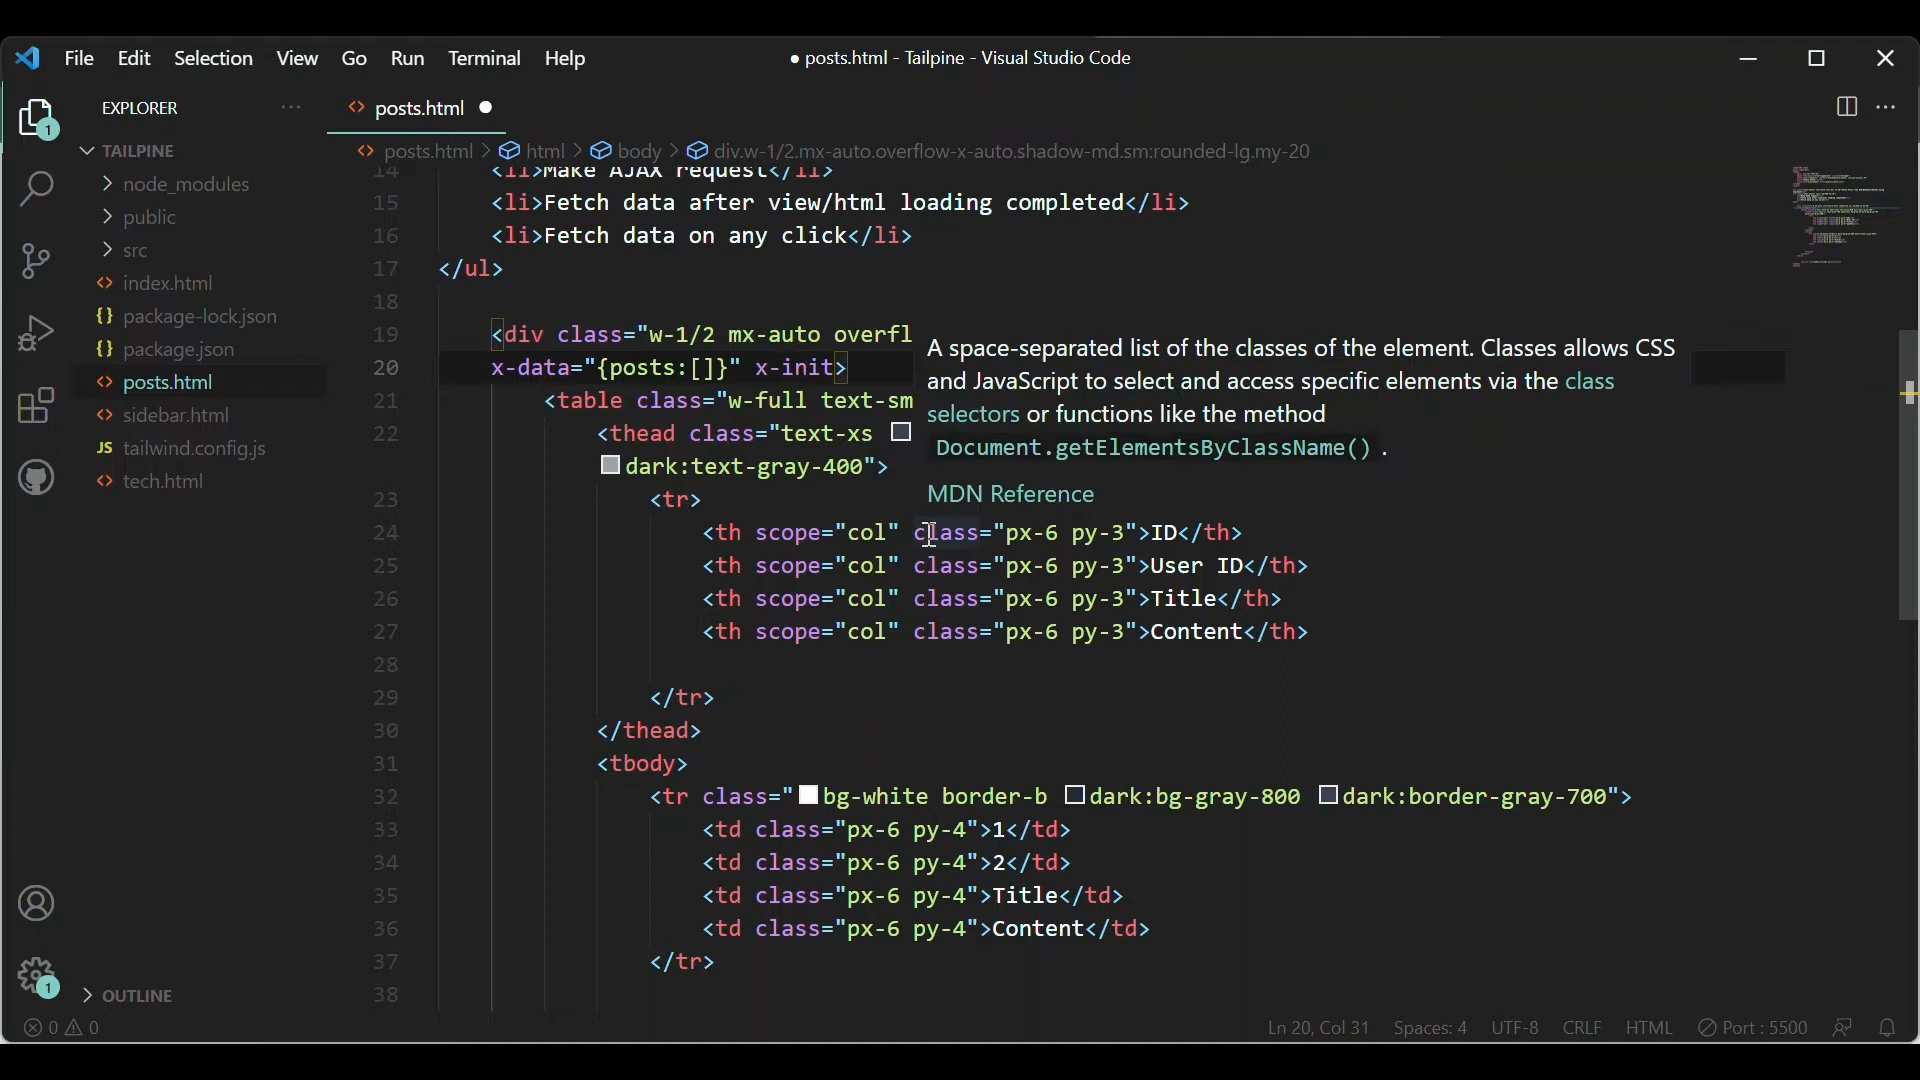 File Edit Selection View Go Run Terminal Help
● posts.html - Tailpine - Visual Studio Code
EXPLORER
posts.html
TAILPINE
posts.html > html > body > div.w-1/2.mx-auto.overflow-x-auto.shadow-md.sm:rounded-lg.my-20
node_modules
public
src
index.html
package-lock.json
package.json
posts.html
sidebar.html
JS tailwind.config.js
tech.html
14 <li>Make AJAX request</li>
15 <li>Fetch data after view/html loading completed</li>
16 <li>Fetch data on any click</li>
17 </ul>
18
19 <div class="w-1/2 mx-auto overfl
20 x-data="{posts:[]}" x-init>
21 <table class="w-full text-sm
22 <thead class="text-xs
dark:text-gray-400">
23 <tr>
24 <th scope="col" class="px-6 py-3">ID</th>
25 <th scope="col" class="px-6 py-3">User ID</th>
26 <th scope="col" class="px-6 py-3">Title</th>
27 <th scope="col" class="px-6 py-3">Content</th>
28
29 </tr>
30 </thead>
31 <tbody>
32 <tr class="bg-white border-b dark:bg-gray-800 dark:border-gray-700">
33 <td class="px-6 py-4">1</td>
34 <td class="px-6 py-4">2</td>
35 <td class="px-6 py-4">Title</td>
36 <td class="px-6 py-4">Content</td>
37 </tr>
38
A space-separated list of the classes of the element. Classes allows CSS
and JavaScript to select and access specific elements via the class
selectors or functions like the method
Document.getElementsByClassName() .
MDN Reference
1
1
OUTLINE
0 0
Ln 20, Col 31 Spaces: 4 UTF-8 CRLF HTML Port : 5500